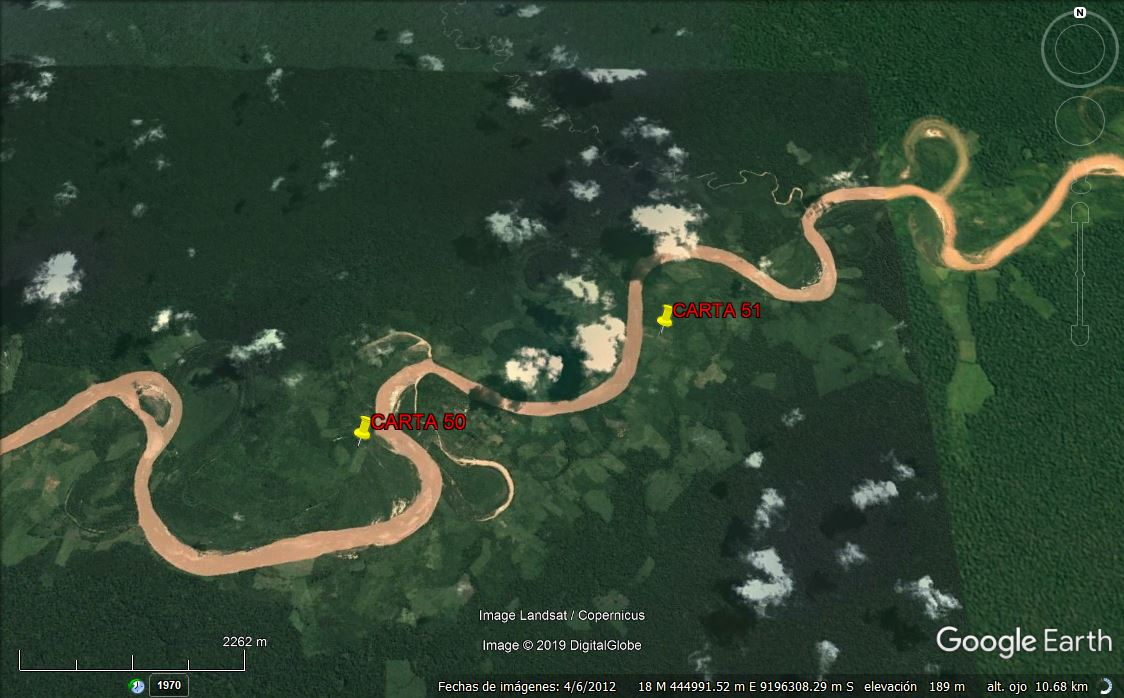 N
CARTA 51
CARTA 50
Image Landsat / Copernicus
Image © 2019 DigitalGlobe
Google Earth
2262 m
1970
Fechas de imágenes: 4/6/2012 18 M 444991.52 m E 9196308.29 m S elevación 189 m alt. ojo 10.68 km